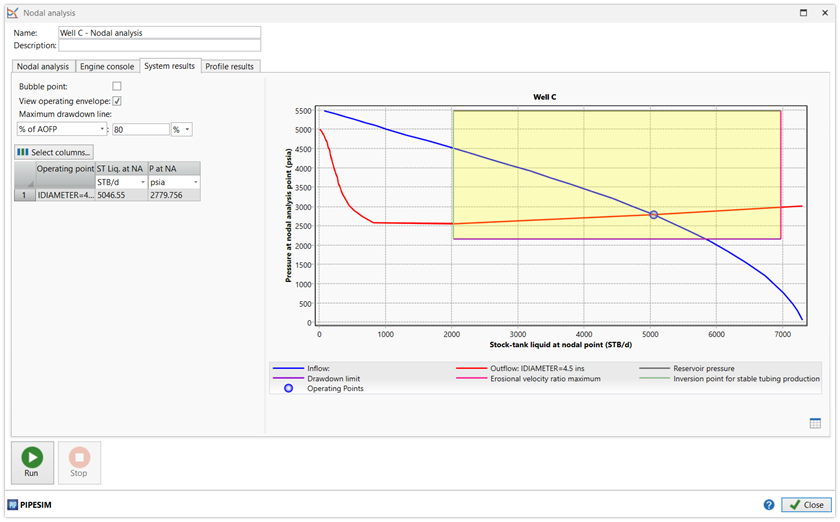 Nodal analysis
Name: Well C - Nodal analysis
Description:
Nodal analysis Engine console System results Profile results
Bubble point:
View operating envelope:
Maximum drawdown line:
% of AOFP : 80 %
Select columns...
Operating point ST Liq. at NA P at NA
STB/d psia
1 IDIAMETER=4... 5046.55 2779.756
Well C
Pressure at nodal analysis point (psia)
5500
5000
4500
4000
3500
3000
2500
2000
1500
1000
500
0
0 1000 2000 3000 4000 5000 6000 7000
Stock-tank liquid at nodal point (STB/d)
Inflow: Outflow: IDIAMETER=4.5 ins Reservoir pressure
Drawdown limit Erosional velocity ratio maximum Inversion point for stable tubing production
Operating Points
Run Stop
PIPESIM
? Close